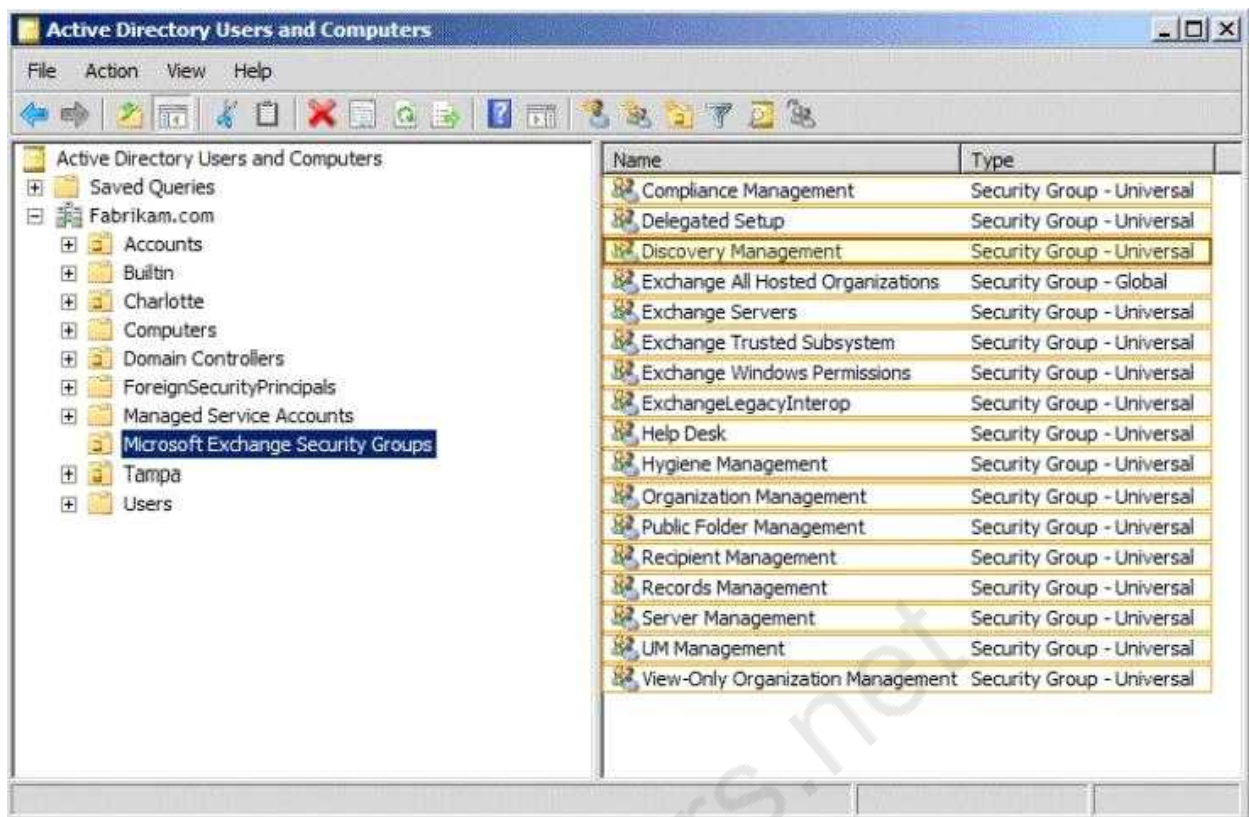 Active Directory Users and Computers
File Action View Help
Active Directory Users and Computers
Saved Queries
Fabrikam.com
Accounts
Builtin
Charlotte
Computers
Domain Controllers
ForeignSecurityPrincipals
Managed Service Accounts
Microsoft Exchange Security Groups
Tampa
Users
Name Type
Compliance Management Security Group - Universal
Delegated Setup Security Group - Universal
Discovery Management Security Group - Universal
Exchange All Hosted Organizations Security Group - Global
Exchange Servers Security Group - Universal
Exchange Trusted Subsystem Security Group - Universal
Exchange Windows Permissions Security Group - Universal
ExchangeLegacyInterop Security Group - Universal
Help Desk Security Group - Universal
Hygiene Management Security Group - Universal
Organization Management Security Group - Universal
Public Folder Management Security Group - Universal
Recipient Management Security Group - Universal
Records Management Security Group - Universal
Server Management Security Group - Universal
UM Management Security Group - Universal
View-Only Organization Management Security Group - Universal